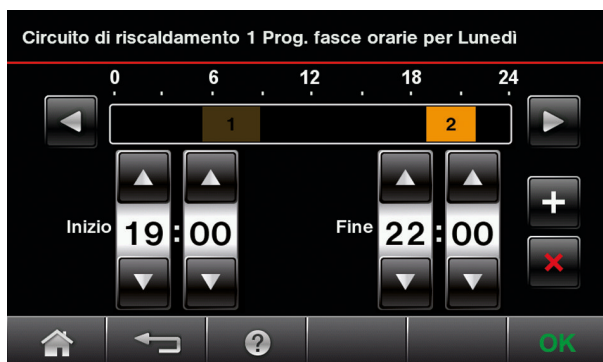 Circuito di riscaldamento 1 Prog. fasce orarie per Lunedì
0 6 12 18 24
1 2
Inizio 19:00 Fine 22:00
OK